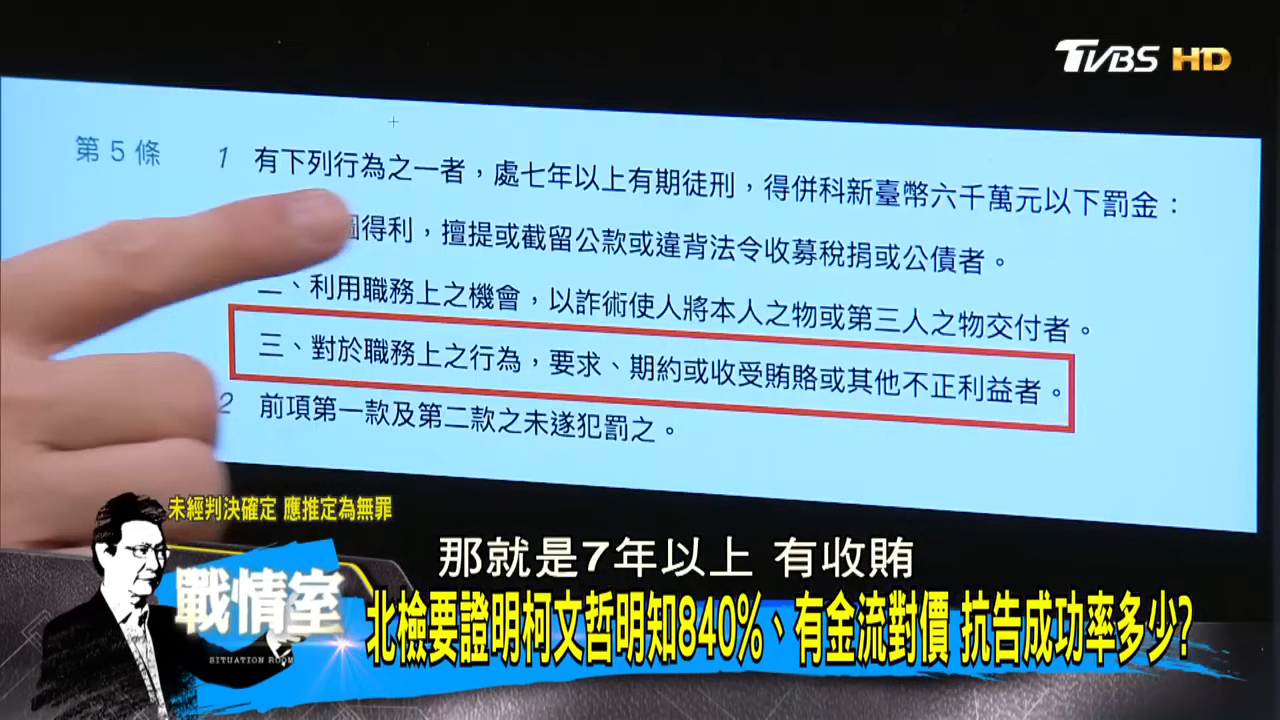 TVBS HD
第 5 條
1 有下列行為之一者，處七年以上有期徒刑，得併科新臺幣六千萬元以下罰金：
圖得利，擅提或截留公款或違背法令收募稅捐或公債者。
二、利用職務上之機會，以詐術使人將本人之物或第三人之物交付者。
三、對於職務上之行為，要求、期約或收受賄賂或其他不正利益者。
2 前項第一款及第二款之未遂犯罰之。
未經判決確定 應推定為無罪
那就是7年以上 有收賄
戰情室
SITUATION ROOM
北檢要證明柯文哲明知840%、有金流對價 抗告成功率多少?